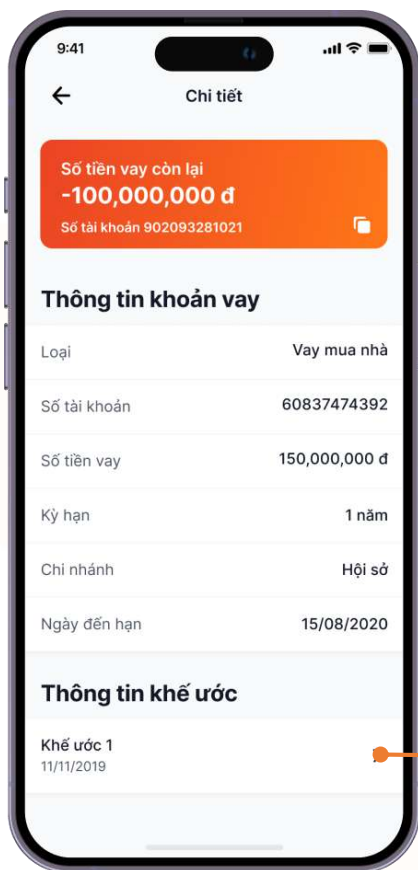 9:41
Chi tiết
Số tiền vay còn lại
-100,000,000 đ
Số tài khoản 902093281021
Thông tin khoản vay
Loại Vay mua nhà
Số tài khoản 60837474392
Số tiền vay 150,000,000 đ
Kỳ hạn 1 năm
Chi nhánh Hội sở
Ngày đến hạn 15/08/2020
Thông tin khế ước
Khế ước 1
11/11/2019